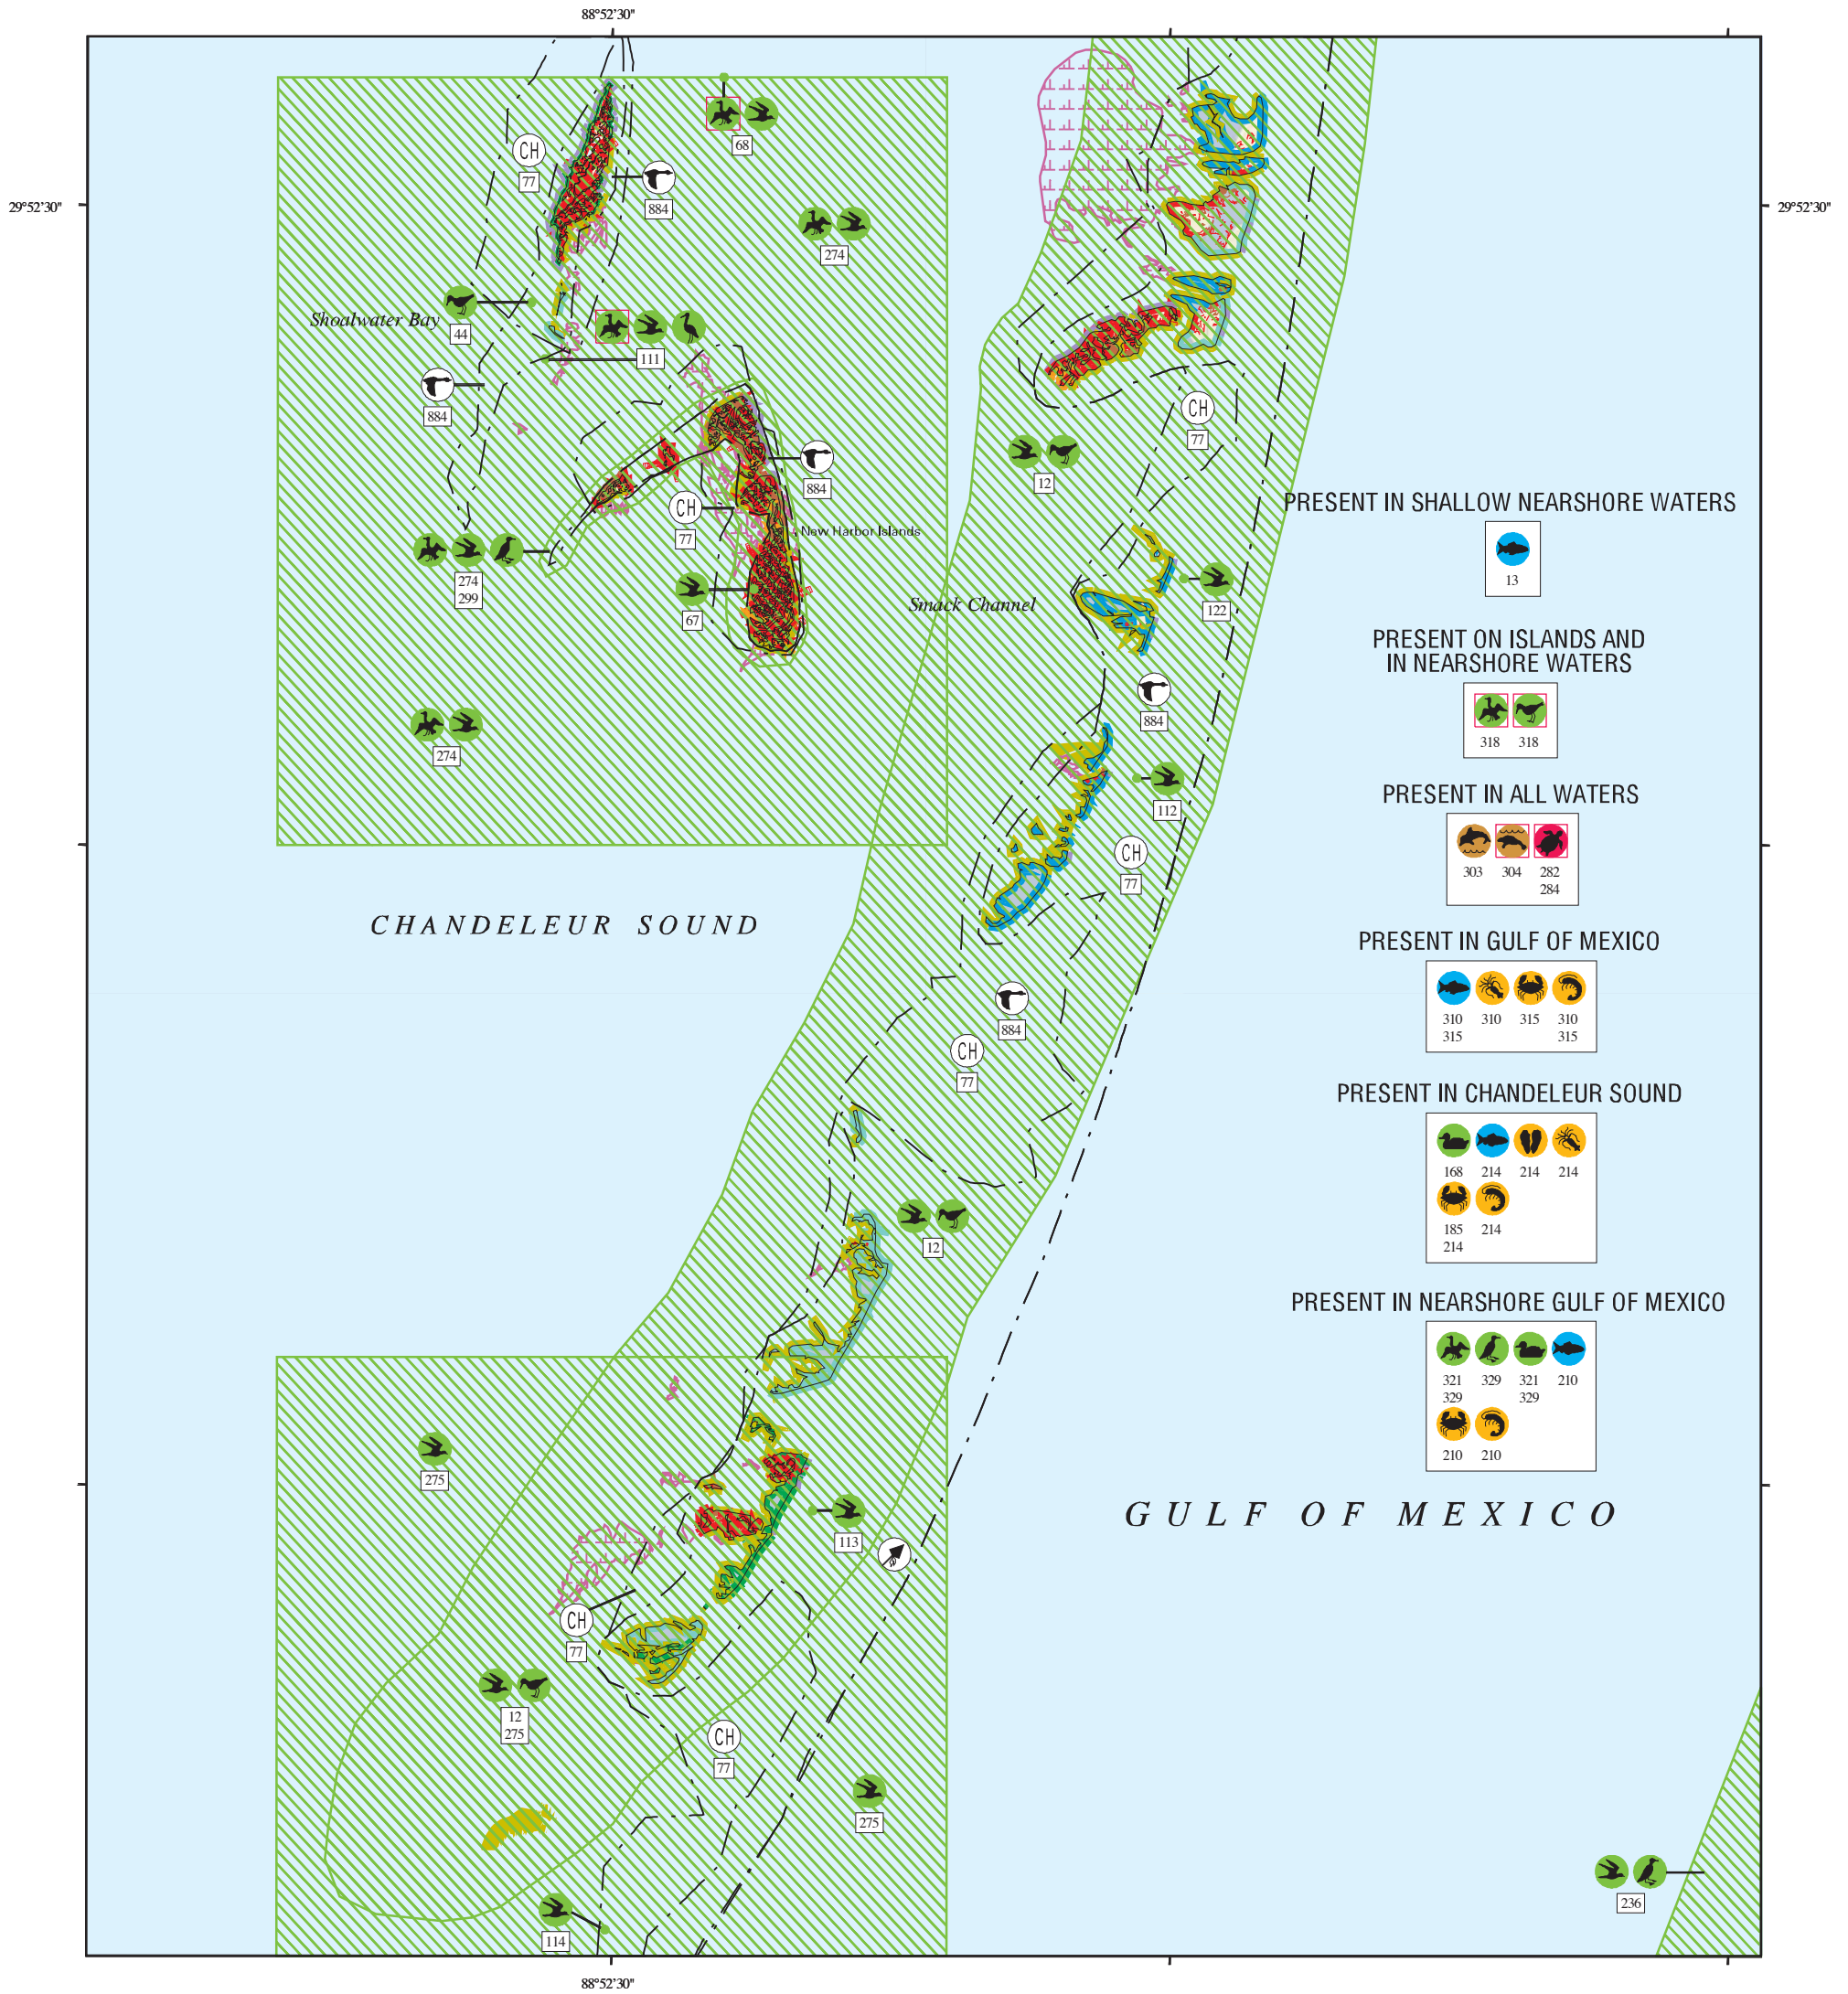 88°52'30"
29°52'30"
29°52'30"
CH
77
884
68
274
44
Shoalwater Bay
111
884
CH
77
884
New Harbor Islands
274
299
67
274
CH
77
12
Smack Channel
122
884
112
CH
77
CHANDELEUR SOUND
884
CH
77
12
275
113
CH
77
12
275
CH
77
275
114
236
GULF OF MEXICO
PRESENT IN SHALLOW NEARSHORE WATERS
13
PRESENT ON ISLANDS AND
IN NEARSHORE WATERS
318 318
PRESENT IN ALL WATERS
303 304 282
284
PRESENT IN GULF OF MEXICO
310 310 315 310
315 315
PRESENT IN CHANDELEUR SOUND
168 214 214 214
185 214
214
PRESENT IN NEARSHORE GULF OF MEXICO
321 329 321 210
329 329
210 210
88°52'30"